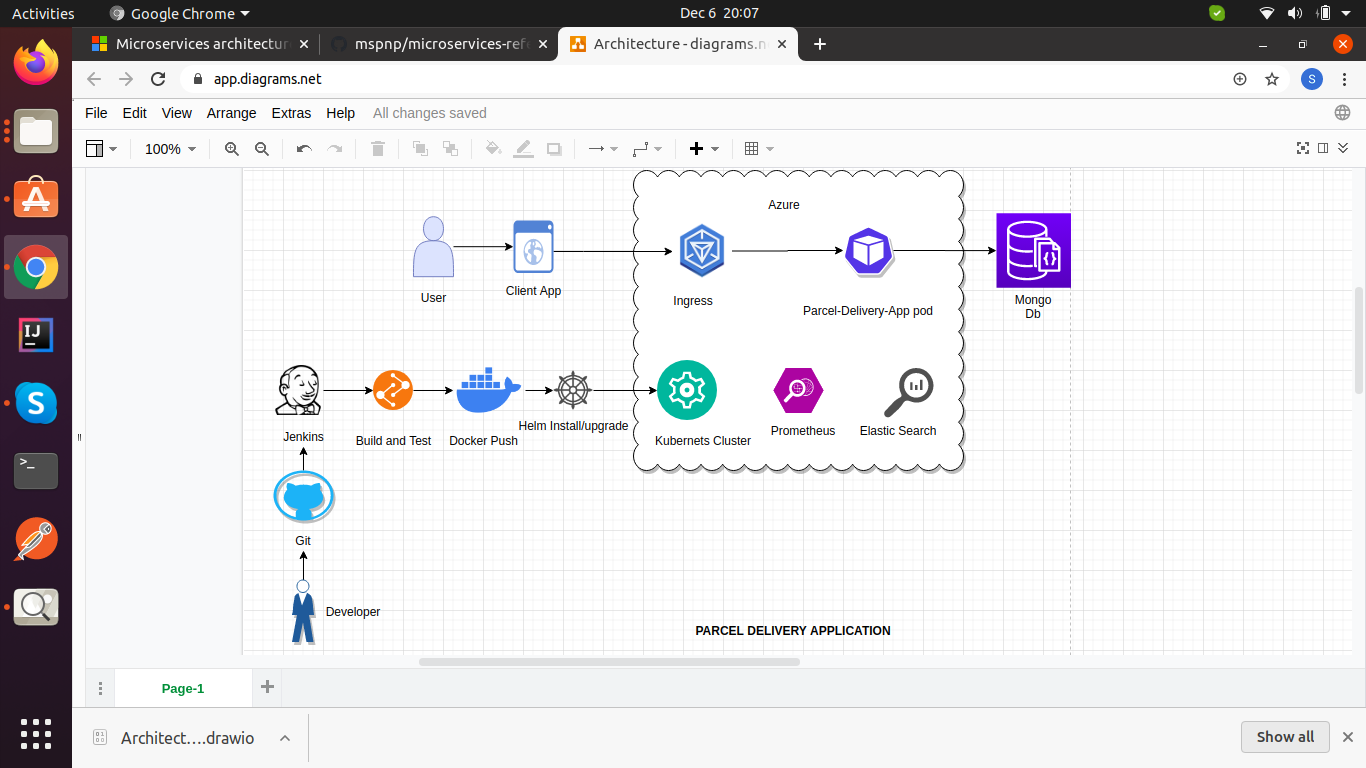 Activities
Google Chrome
Dec 6 20:07
Microservices architectur
mspnp/microservices-refe
Architecture - diagrams.n
app.diagrams.net
S
File Edit View Arrange Extras Help All changes saved
100%
Azure
User
Client App
Ingress
Parcel-Delivery-App pod
Mongo
Db
IJ
S
Jenkins
Build and Test
Docker Push
Helm Install/upgrade
Kubernets Cluster
Prometheus
Elastic Search
>_
Git
Developer
PARCEL DELIVERY APPLICATION
Page-1
Architect....drawio
Show all